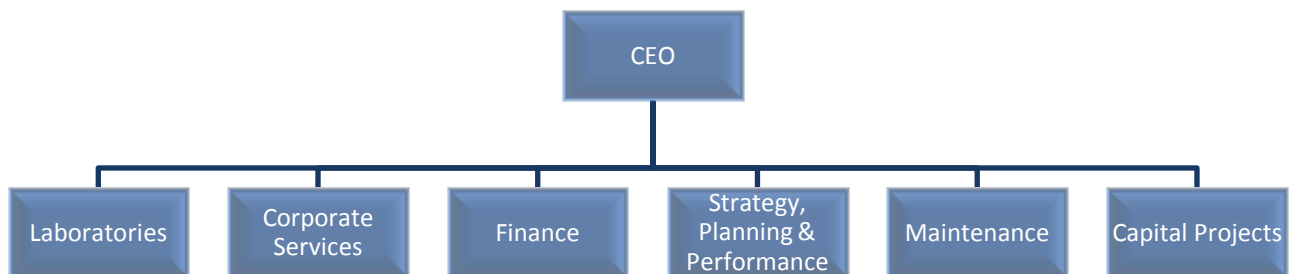 CEO
Laboratories
Corporate
Services
Finance
Strategy,
Planning &
Performance
Maintenance
Capital Projects